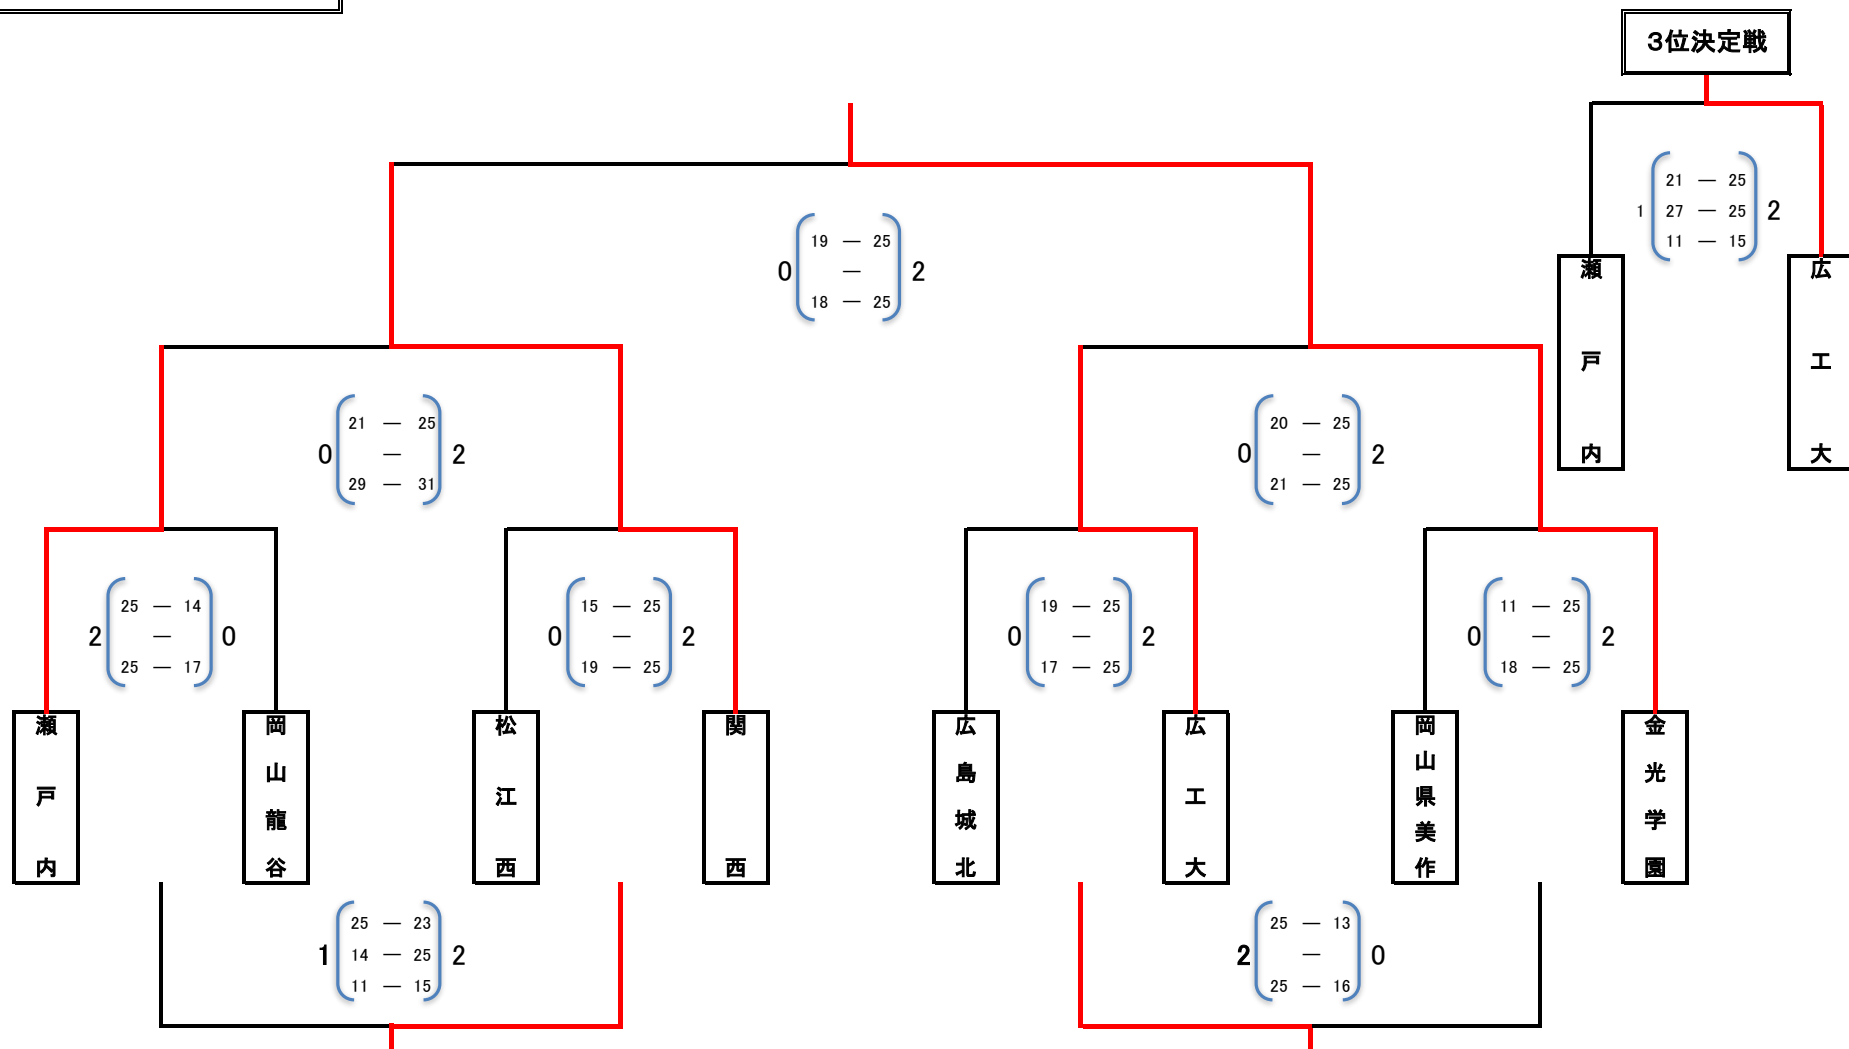 3位決定戦
21 — 25
1 27 — 25 2
11 — 15
瀬戸内
広工大
19 — 25
0 — 2
18 — 25
21 — 25
0 — 2
29 — 31
20 — 25
0 — 2
21 — 25
25 — 14
2 — 0
25 — 17
15 — 25
0 — 2
19 — 25
19 — 25
0 — 2
17 — 25
11 — 25
0 — 2
18 — 25
瀬戸内
岡山龍谷
松江西
関西
広島城北
広工大
岡山県美作
金光学園
25 — 23
1 14 — 25 2
11 — 15
25 — 13
2 — 0
25 — 16